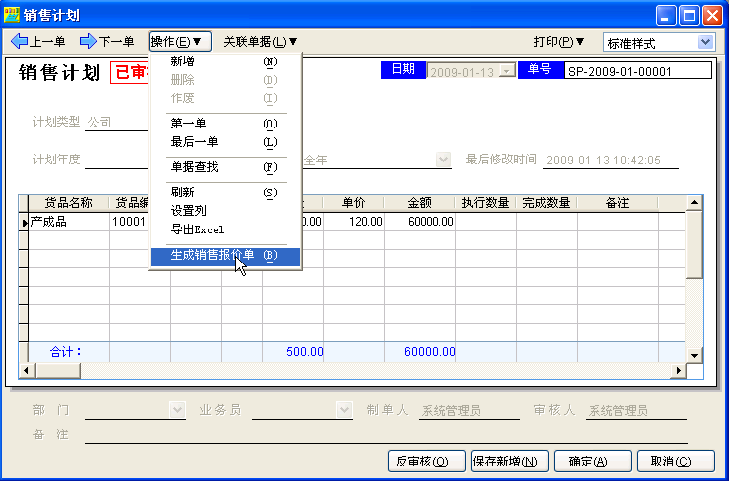 销售计划
上一单 下一单 操作(E)▼ 关联单据(L)▼ 打印(P)▼ 标准样式
销售计划 已审 日期 2009-01-13 单号 SP-2009-01-00001
新增 (N)
删除 (D)
作废 (I)
第一单 (A)
最后一单 (L)
单据查找 (F)
刷新 (S)
设置列
导出Excel
生成销售报价单 (B)
计划类型 公司
计划年度 全年 最后修改时间 2009 01 13 10:42:05
货品名称 货品编 单价 金额 执行数量 完成数量 备注
产成品 10001 0.00 120.00 60000.00
合计： 500.00 60000.00
部 门 业务员 制单人 系统管理员 审核人 系统管理员
备 注
反审核(O) 保存新增(N) 确定(A) 取消(C)